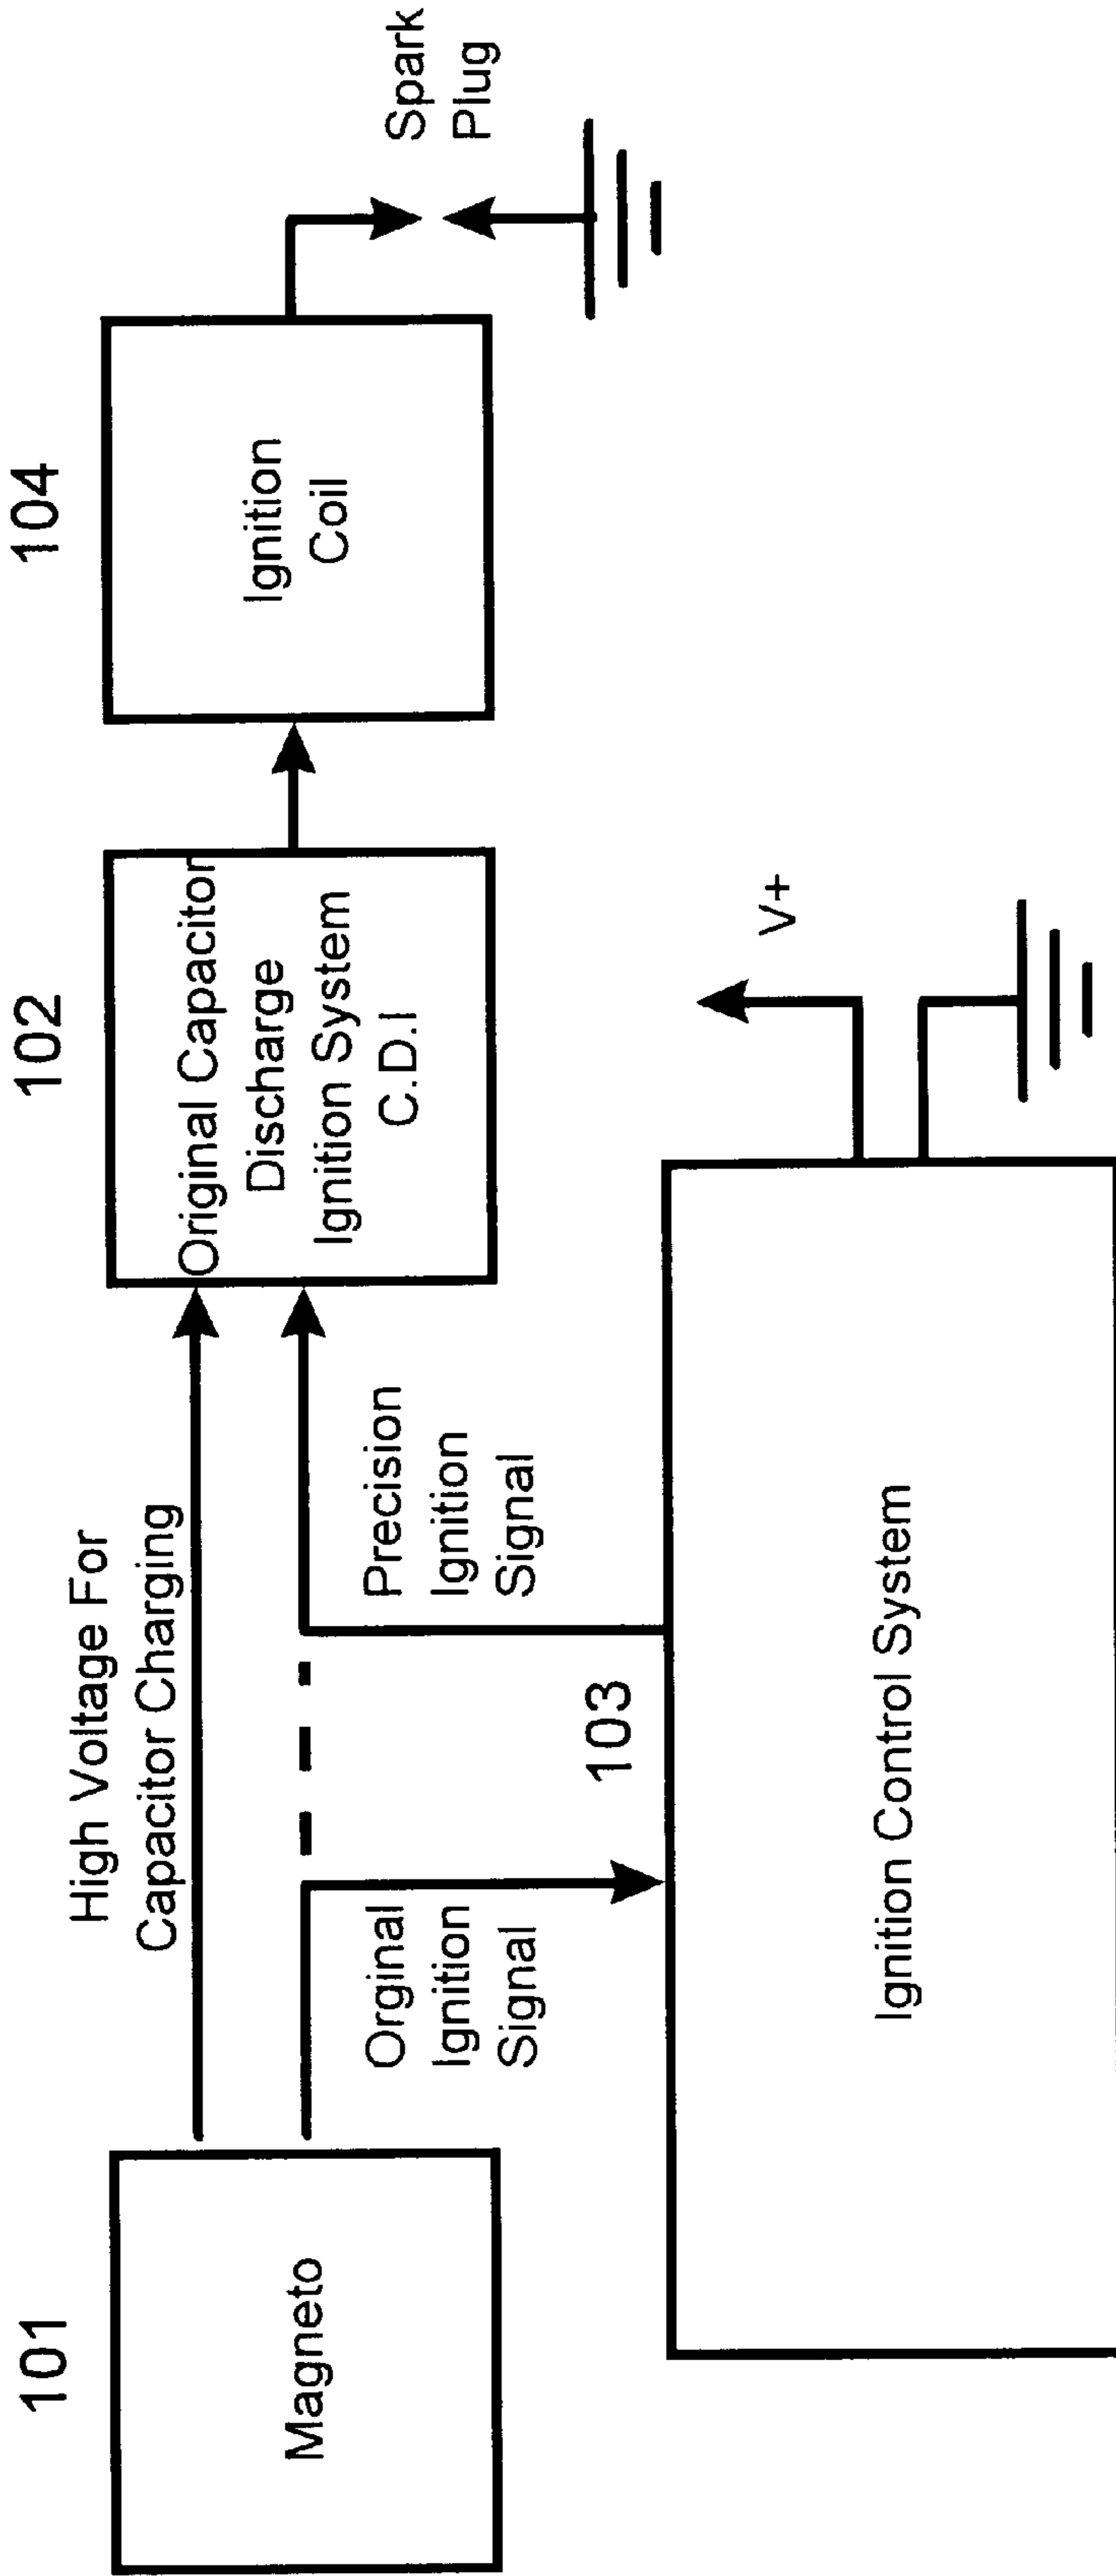 101
Magneto
High Voltage For
Capacitor Charging
Orginal
Ignition
Signal
Precision
Ignition
Signal
102
Original Capacitor
Discharge
Ignition System
C.D.I
104
Ignition
Coil
Spark
Plug
103
Ignition Control System
V+